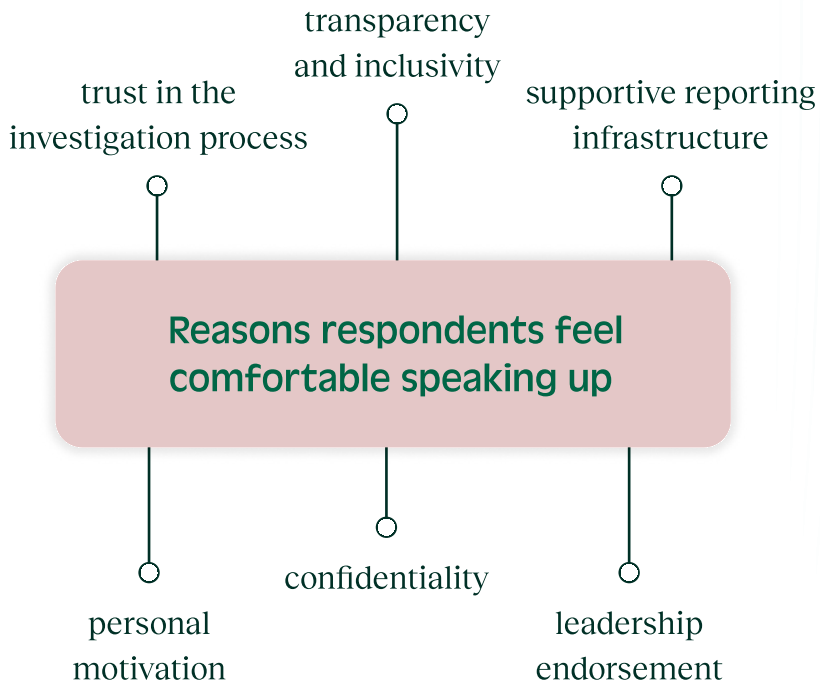 transparency
and inclusivity
trust in the
investigation process
supportive reporting
infrastructure
Reasons respondents feel
comfortable speaking up
confidentiality
personal
motivation
leadership
endorsement